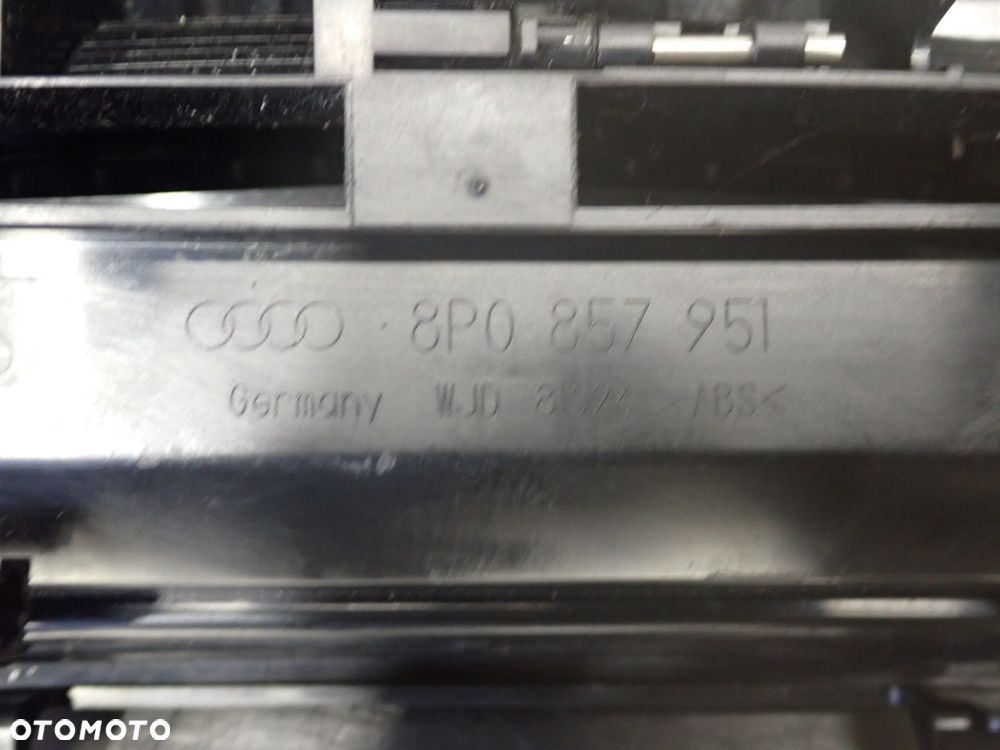 8P0 857 951
Germany WJD >ABS<
OTOMOTO